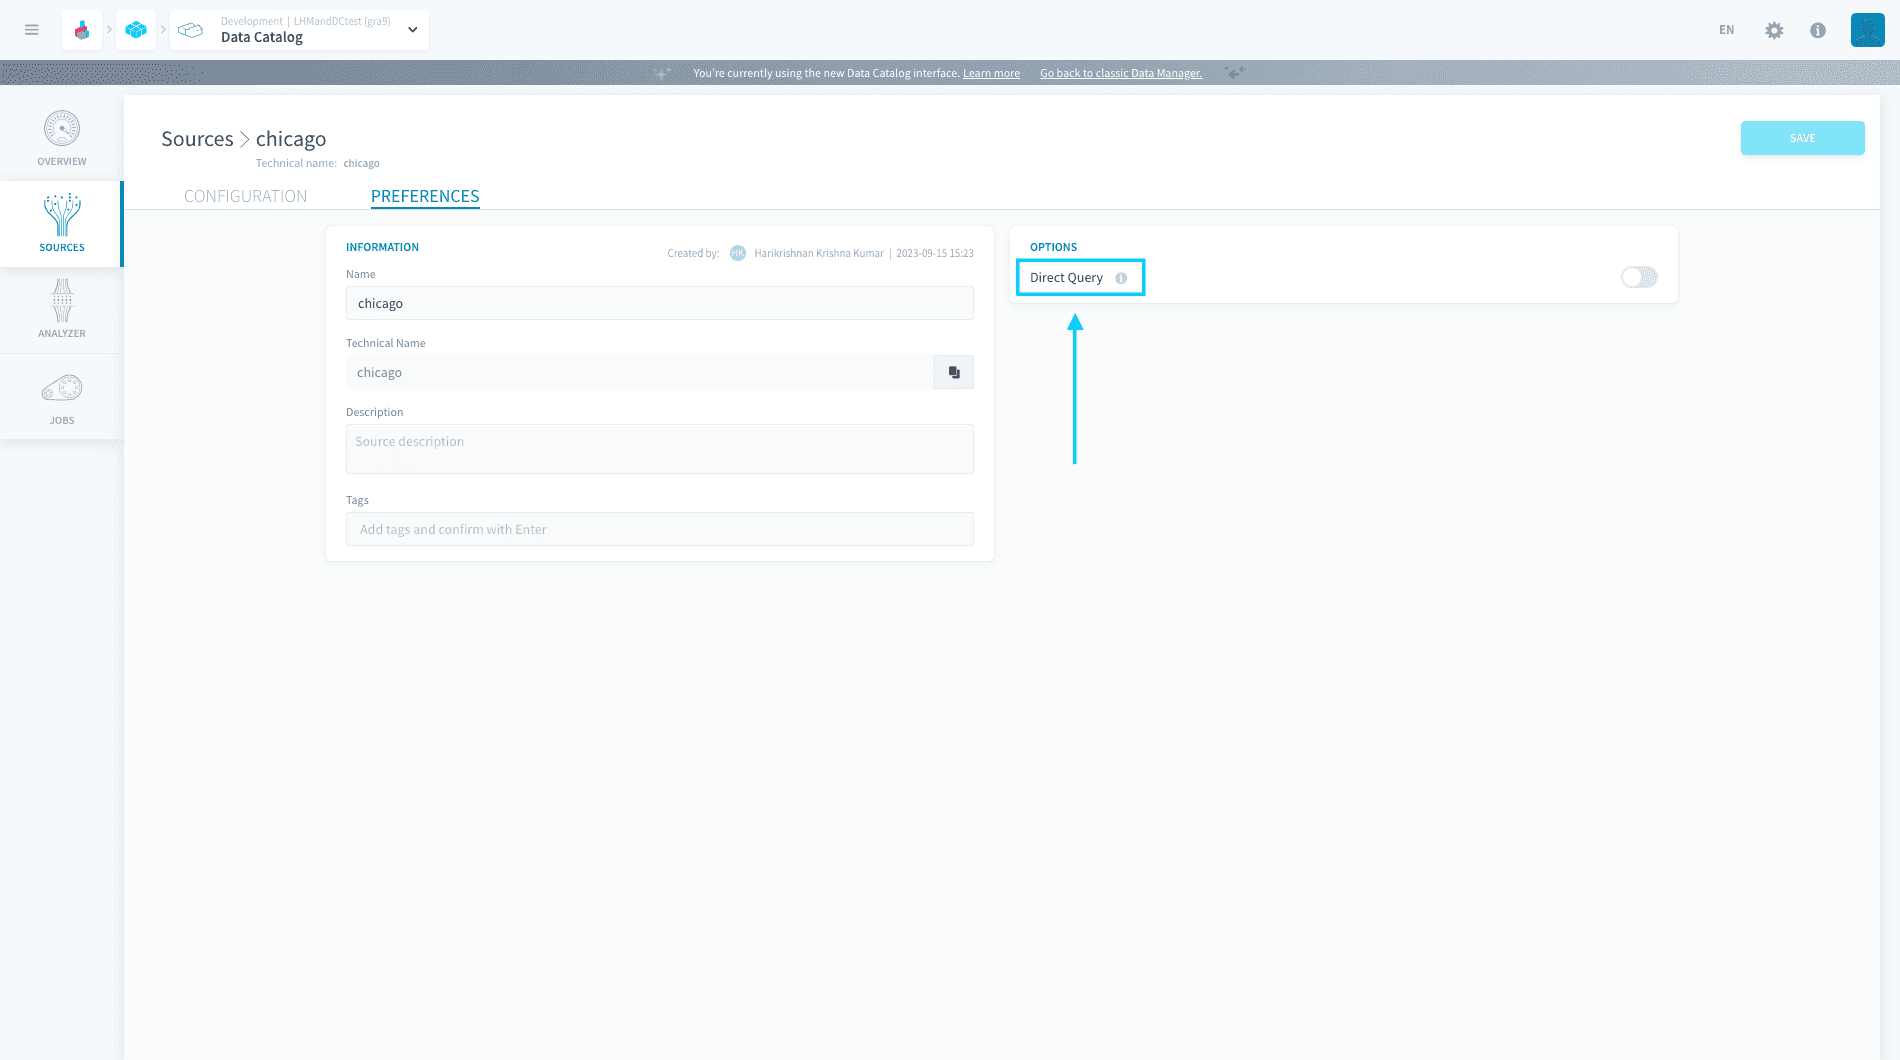 Development | LHMandDCtest (gra9)
Data Catalog
EN
You're currently using the new Data Catalog interface. Learn more Go back to classic Data Manager.
OVERVIEW
SOURCES
ANALYZER
JOBS
Sources > chicago
Technical name: chicago
SAVE
CONFIGURATION
PREFERENCES
INFORMATION
Created by: HK Harikrishnan Krishna Kumar | 2023-09-15 15:23
Name
chicago
Technical Name
chicago
Description
Source description
Tags
Add tags and confirm with Enter
OPTIONS
Direct Query